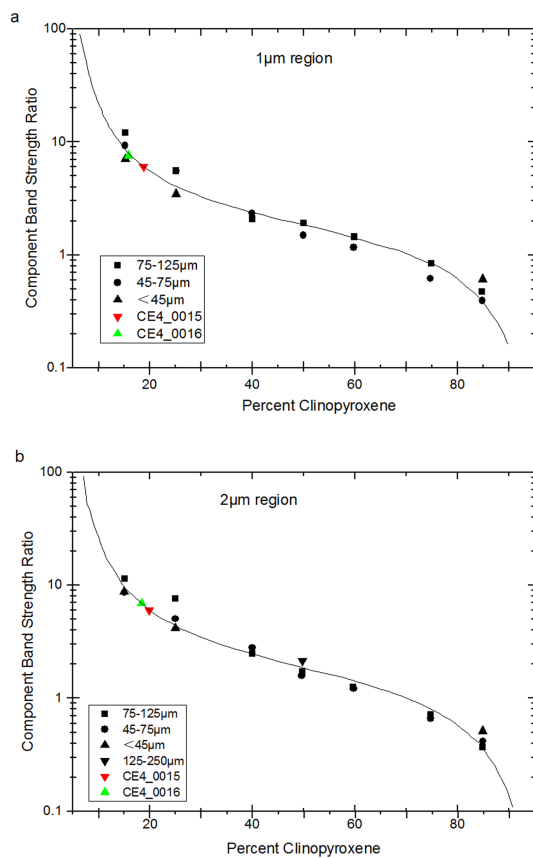 a
100
1μm region
10
Component Band Strength Ratio
1
75-125μm
45-75μm
＜45μm
CE4_0015
CE4_0016
0.1
20 40 60 80
Percent Clinopyroxene
b
100
2μm region
10
Component Band Strength Ratio
1
75-125μm
45-75μm
＜45μm
125-250μm
CE4_0015
CE4_0016
0.1
20 40 60 80
Percent Clinopyroxene